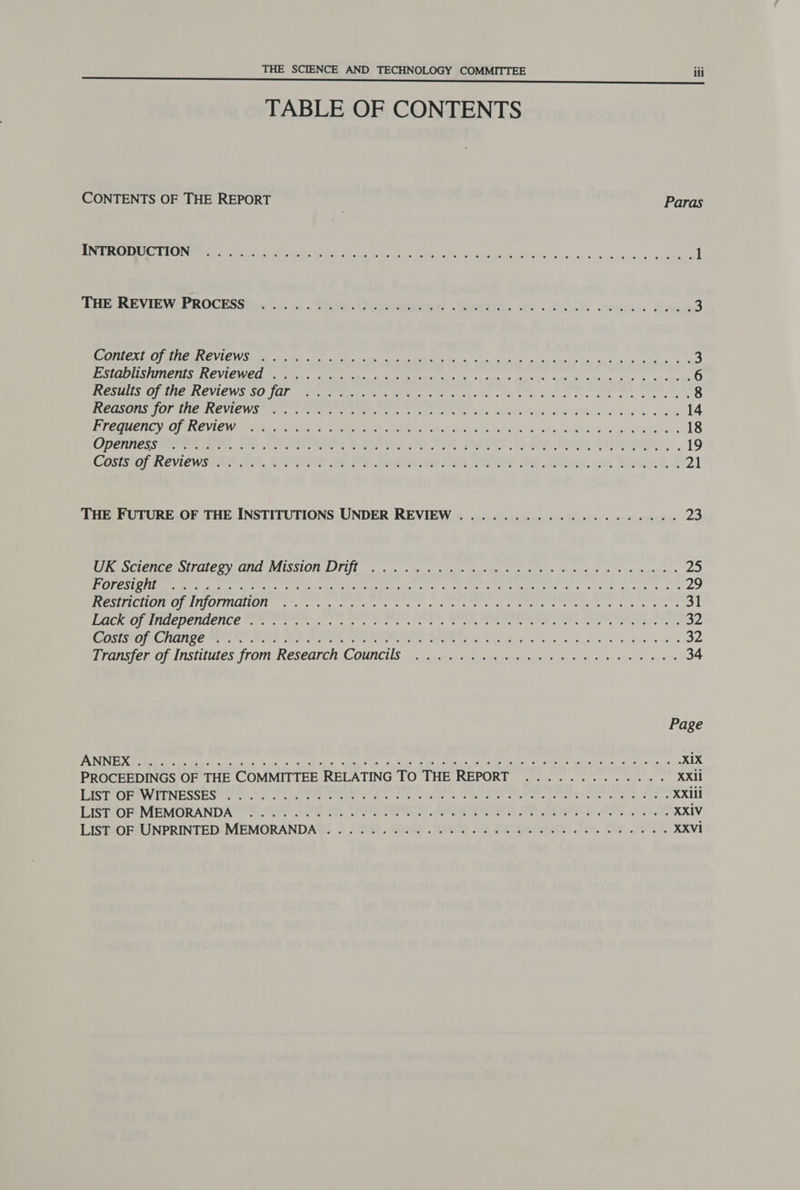 THE SCIENCE AND TECHNOLOGY COMMITTEE iii
TABLE OF CONTENTS
CONTENTS OF THE REPORT Paras
INTRODUCTION . . . . . . . . . . . . . . . . . . . . 1
THE REVIEW PROCESS . . . . . . . . . . . . . . . . . . . . 3
Context of the Reviews . . . . . . . . . . . . . . . . . . . . 3
Establishments Reviewed . . . . . . . . . . . . . . . . . . . . 6
Results of the Reviews so far . . . . . . . . . . . . . . . . . . . . 8
Reasons for the Reviews . . . . . . . . . . . . . . . . . . . . 14
Frequency of Review . . . . . . . . . . . . . . . . . . . . 18
Openness . . . . . . . . . . . . . . . . . . . . 19
Costs of Reviews . . . . . . . . . . . . . . . . . . . . 21
THE FUTURE OF THE INSTITUTIONS UNDER REVIEW . . . . . . . . . . . . . . . . . . . . 23
UK Science Strategy and Mission Drift . . . . . . . . . . . . . . . . . . . . 25
Foresight . . . . . . . . . . . . . . . . . . . . 29
Restriction of Information . . . . . . . . . . . . . . . . . . . . 31
Lack of Independence . . . . . . . . . . . . . . . . . . . . 32
Costs of Change . . . . . . . . . . . . . . . . . . . . 32
Transfer of Institutes from Research Councils . . . . . . . . . . . . . . . . . . . . 34
Page
ANNEX . . . . . . . . . . . . . . . . . . . . xix
PROCEEDINGS OF THE COMMITTEE RELATING TO THE REPORT . . . . . . . . . . . . . . xxii
LIST OF WITNESSES . . . . . . . . . . . . . . . . . . . . xxiii
LIST OF MEMORANDA . . . . . . . . . . . . . . . . . . . . xxiv
LIST OF UNPRINTED MEMORANDA . . . . . . . . . . . . . . . . . . . . xxvi